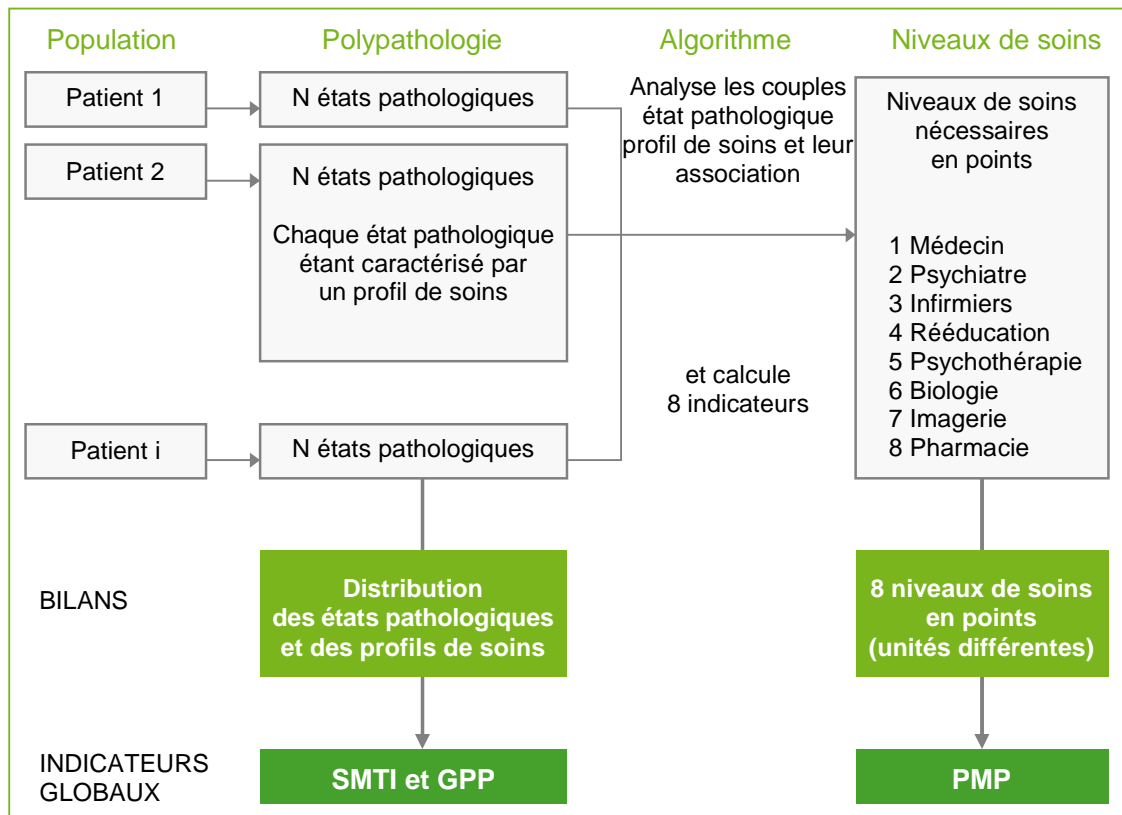 Population
Polypathologie
Algorithme
Niveaux de soins
Patient 1
N états pathologiques
Patient 2
N états pathologiques
Chaque état pathologique
étant caractérisé par
un profil de soins
Patient i
N états pathologiques
Analyse les couples
état pathologique
profil de soins et leur
association
et calcule
8 indicateurs
Niveaux de soins
nécessaires
en points
1 Médecin
2 Psychiatre
3 Infirmiers
4 Rééducation
5 Psychothérapie
6 Biologie
7 Imagerie
8 Pharmacie
BILANS
Distribution
des états pathologiques
et des profils de soins
8 niveaux de soins
en points
(unités différentes)
INDICATEURS
GLOBAUX
SMTI et GPP
PMP